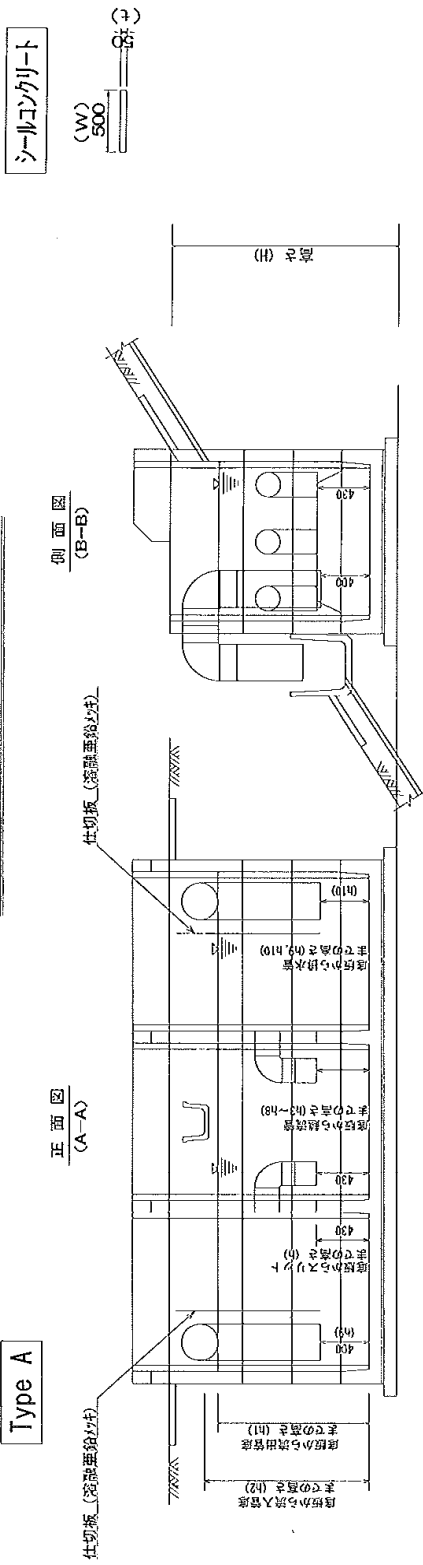 Type A
シールコンクリート
(W)
500
50
(t)
正面図
(A-A)
側面図
(B-B)
仕切板 (溶融亜鉛メッキ)
仕切板 (溶融亜鉛メッキ)
高さ (H)
底版から流入管底
までの高さ (h2)
底版から流出管底
までの高さ (h1)
400
(h9)
底版からスリット
までの高さ (h)
430
430
底版から越流管
までの高さ (h3~h8)
底版から排水管
までの高さ (h9,h10)
(h10)
400
430